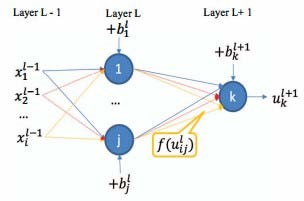 Layer L - 1 Layer L Layer L+ 1
+b_1^l +b_k^{l+1}
x_1^{l-1} 1
x_2^{l-1} ... k u_k^{l+1}
...
x_i^{l-1} j f(u_{ij}^l)
+b_j^l